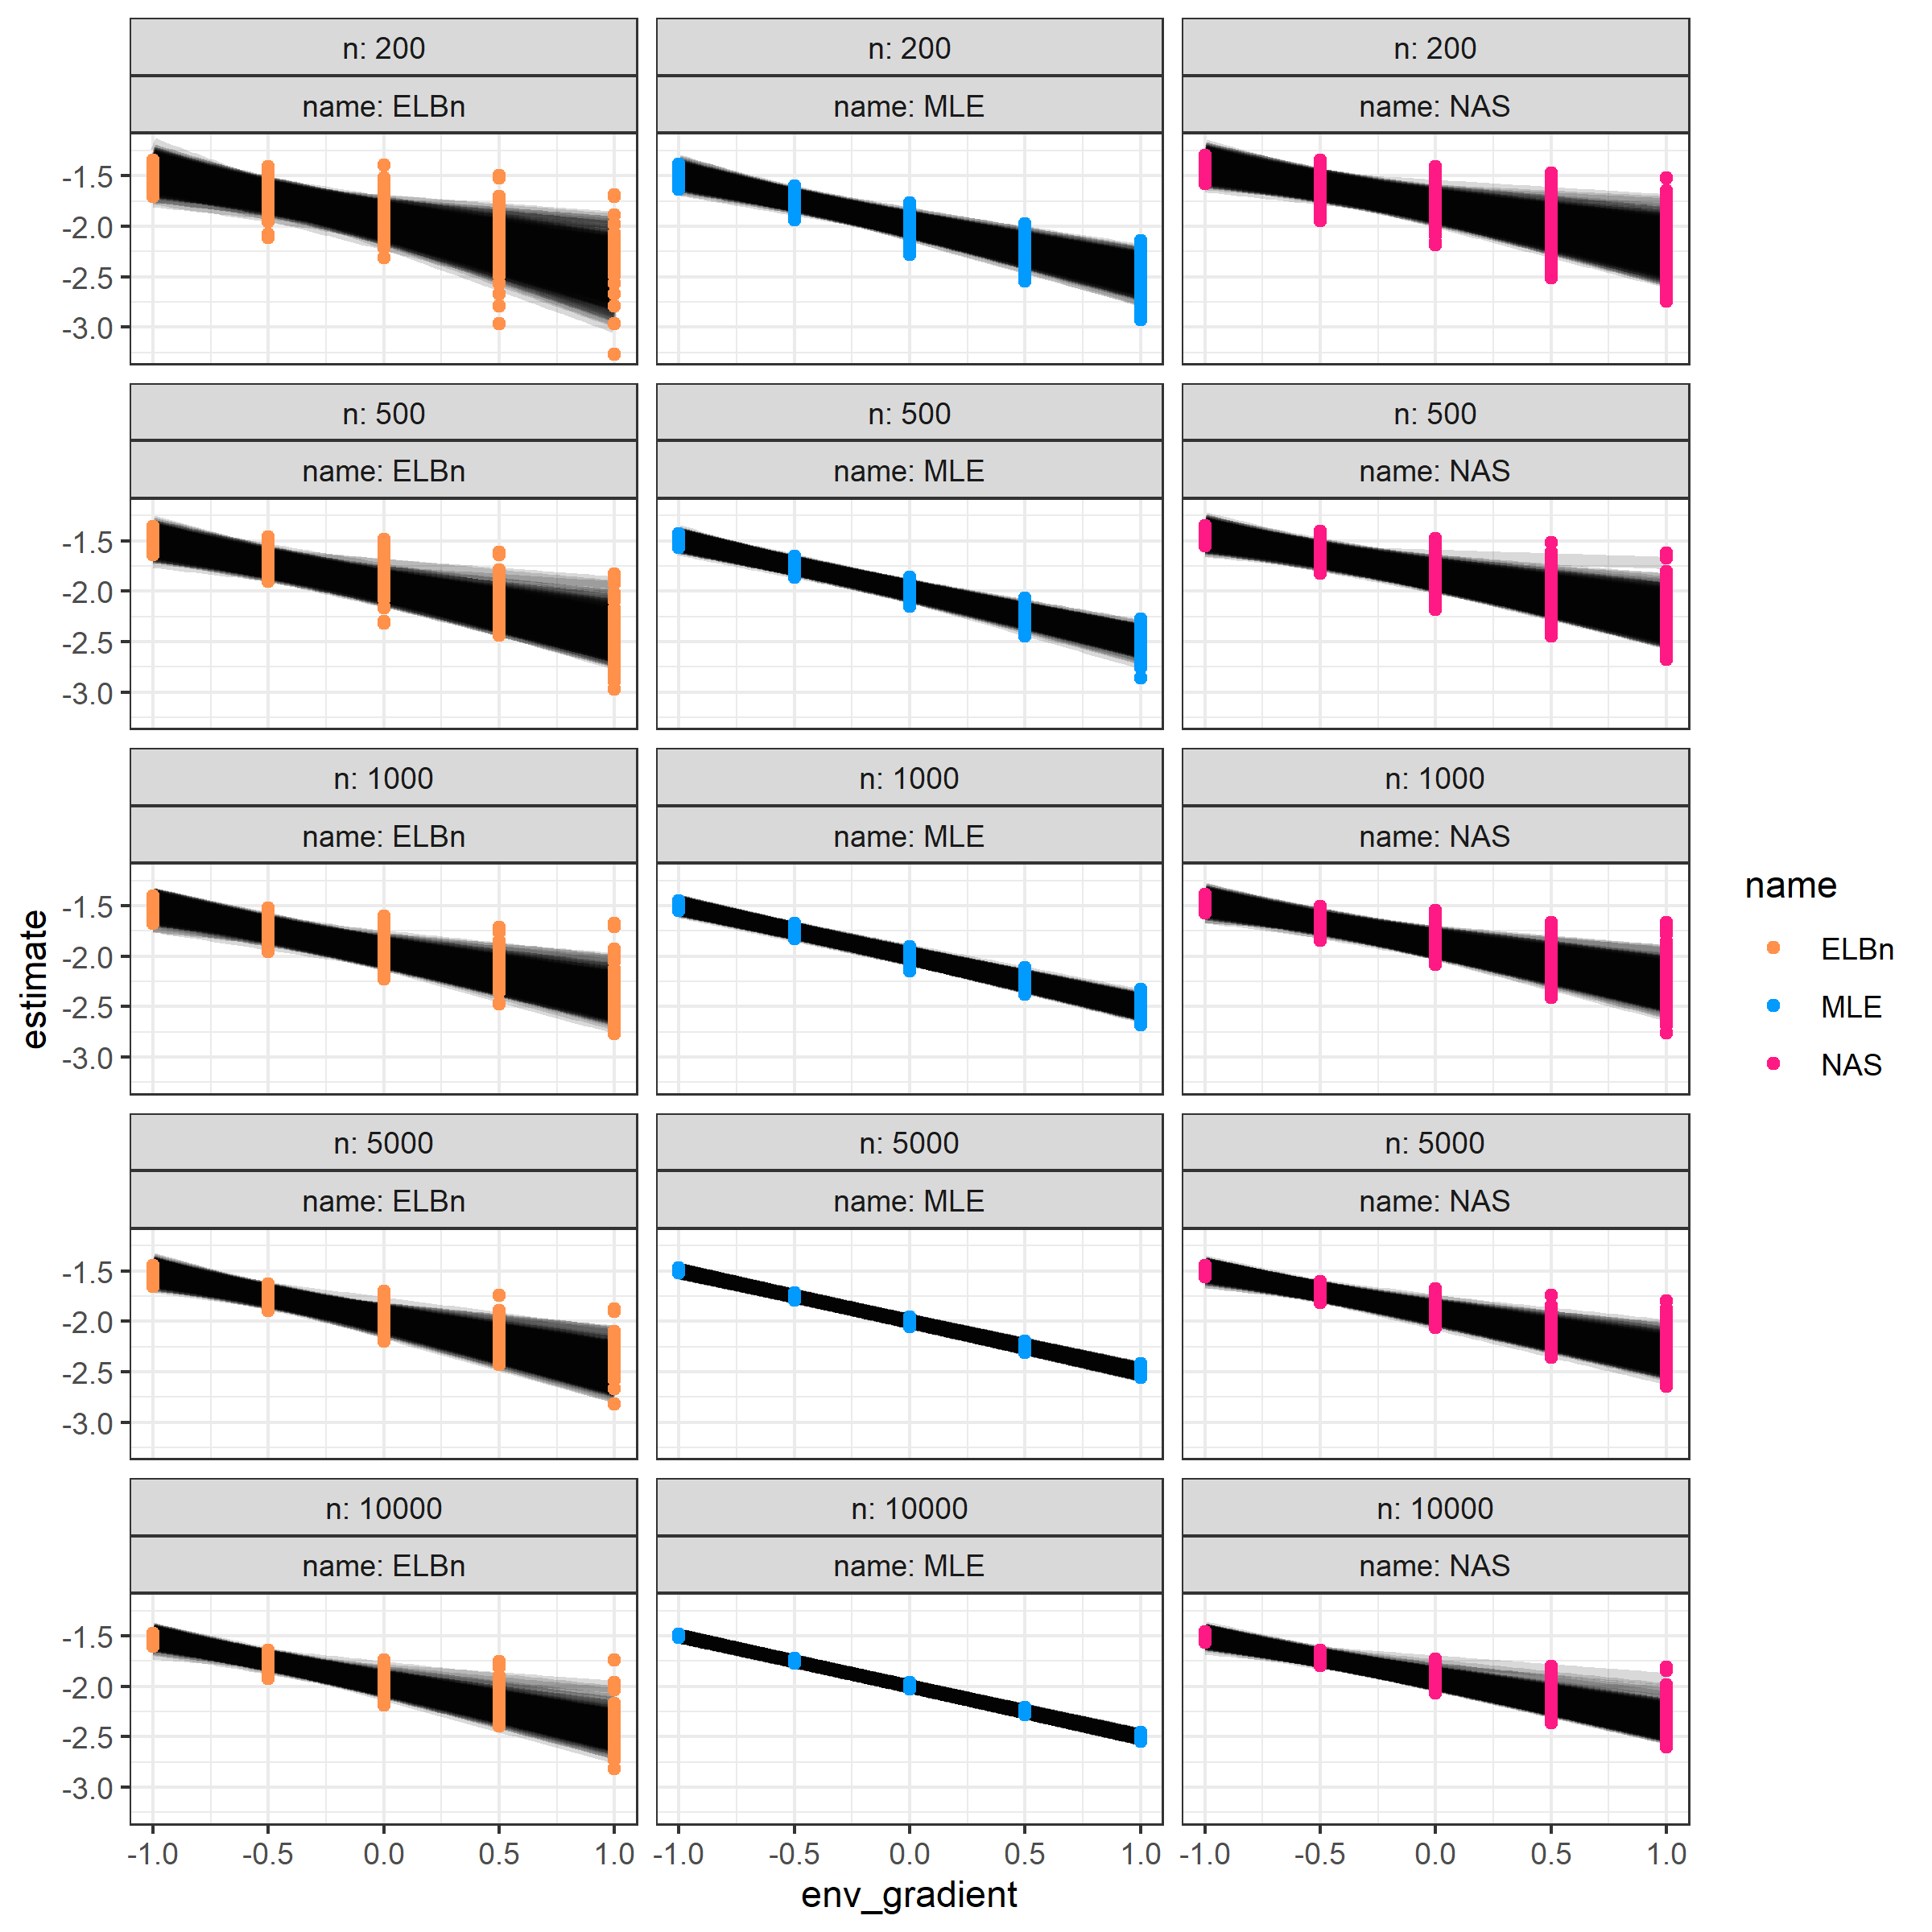 n: 200
n: 200
n: 200
name: ELBn
name: MLE
name: NAS
-1.5
-2.0
-2.5
-3.0
n: 500
n: 500
n: 500
name: ELBn
name: MLE
name: NAS
-1.5
-2.0
-2.5
-3.0
n: 1000
n: 1000
n: 1000
name: ELBn
name: MLE
name: NAS
-1.5
-2.0
-2.5
-3.0
n: 5000
n: 5000
n: 5000
name: ELBn
name: MLE
name: NAS
-1.5
-2.0
-2.5
-3.0
n: 10000
n: 10000
n: 10000
name: ELBn
name: MLE
name: NAS
-1.5
-2.0
-2.5
-3.0
-1.0 -0.5 0.0 0.5 1.0 -1.0 -0.5 0.0 0.5 1.0 -1.0 -0.5 0.0 0.5 1.0
env_gradient
estimate
name
ELBn
MLE
NAS